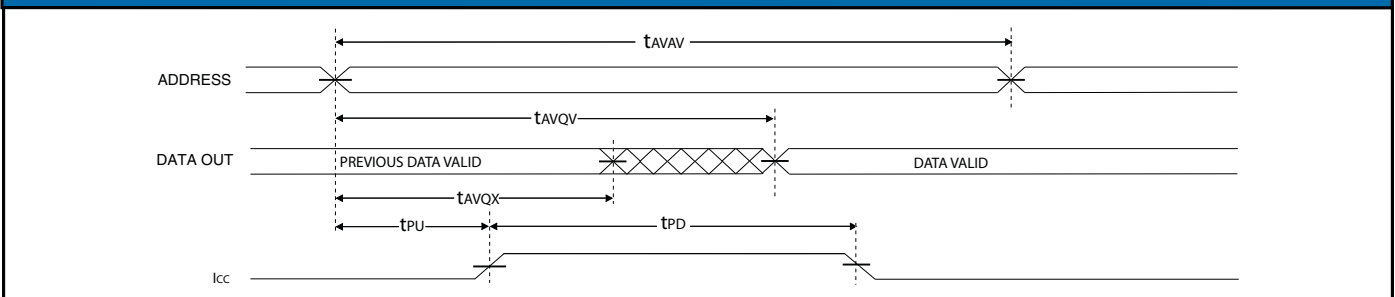 tAVAV
ADDRESS
tAVQV
DATA OUT
PREVIOUS DATA VALID
DATA VALID
tAVQX
tPU
tPD
Icc